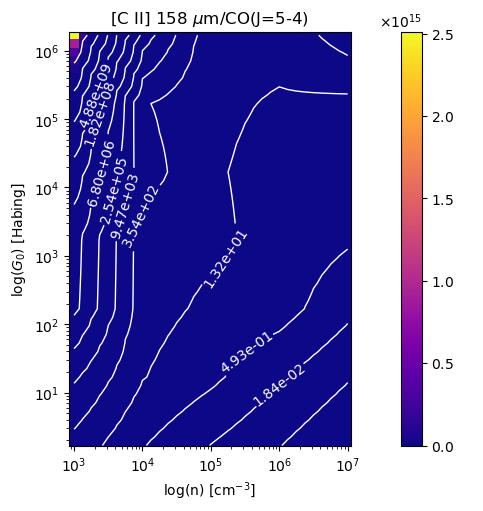 [C II] 158 μm/CO(J=5-4)
×10¹⁵
log(G₀) [Habing]
10⁶
10⁵
10⁴
10³
10²
10¹
4.88e+09
1.82e+08
6.80e+06
2.54e+05
9.47e+03
3.54e+02
1.32e+01
4.93e-01
1.84e-02
2.5
2.0
1.5
1.0
0.5
0.0
10³ 10⁴ 10⁵ 10⁶ 10⁷
log(n) [cm⁻³]